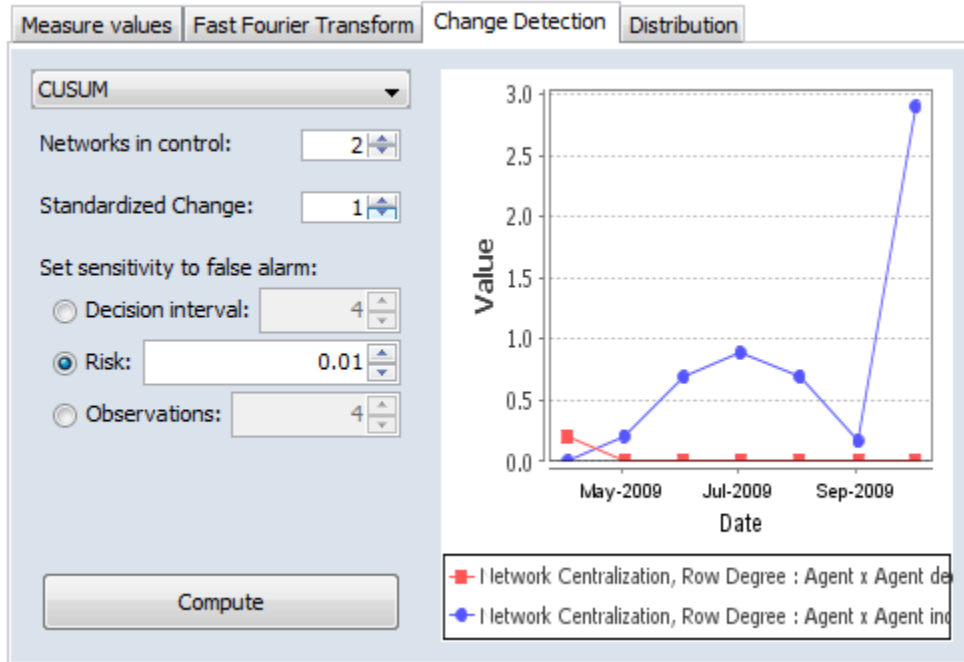 Measure values Fast Fourier Transform Change Detection Distribution
CUSUM
Networks in control: 2
Standardized Change: 1
Set sensitivity to false alarm:
Decision interval: 4
Risk: 0.01
Observations: 4
Compute
3.0
2.5
2.0
1.5
1.0
0.5
0.0
Value
May-2009 Jul-2009 Sep-2009
Date
Network Centralization, Row Degree : Agent x Agent de
Network Centralization, Row Degree : Agent x Agent inc